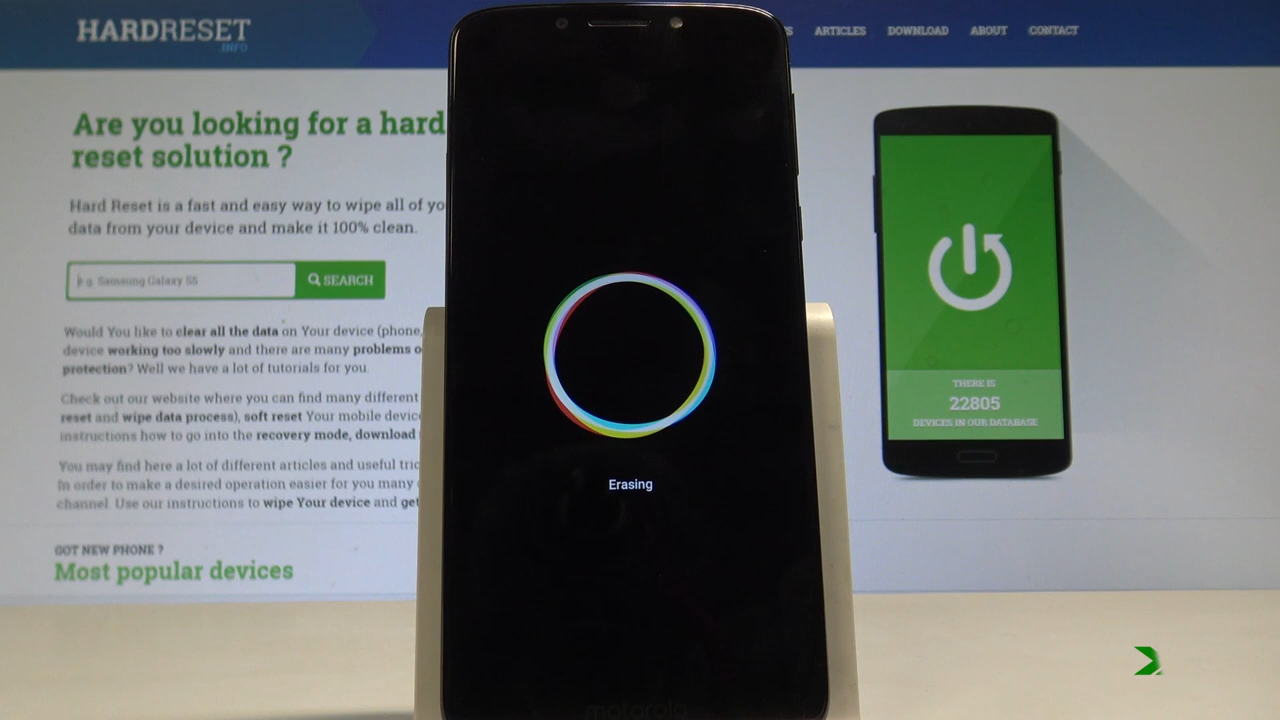 HARDRESET
.INFO
ARTICLES
DOWNLOAD
ABOUT
CONTACT
Are you looking for a hard
reset solution ?
Hard Reset is a fast and easy way to wipe all of
data from your device and make it 100% clean.
e.g. Samsung Galaxy S5
SEARCH
Would You like to clear all the data on Your device (phone,
device working too slowly and there are many problems
protection? Well we have a lot of tutorials for you.
Check out our website where you can find many different
reset and wipe data process), soft reset Your mobile
instructions how to go into the recovery mode, download
You may find here a lot of different articles and useful
In order to make a desired operation easier for you many
channel. Use our instructions to wipe Your device and
GOT NEW PHONE ?
Most popular devices
Erasing
motorola
THERE IS
22805
DEVICES IN OUR DATABASE